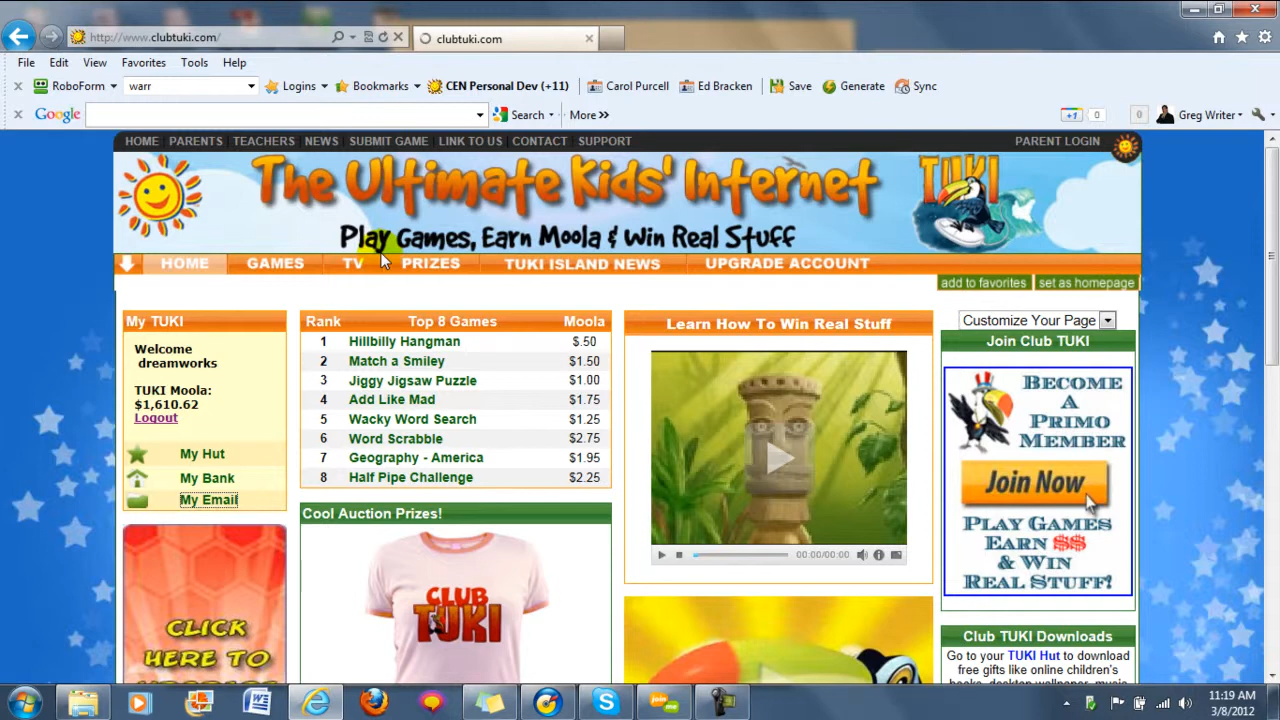 http://www.clubtuki.com/
clubtuki.com
File Edit View Favorites Tools Help
RoboForm warr Logins Bookmarks CEN Personal Dev (+11) Carol Purcell Ed Bracken Save Generate Sync
Google Search More »
+1 0 0 Greg Writer
HOME PARENTS TEACHERS NEWS SUBMIT GAME LINK TO US CONTACT SUPPORT PARENT LOGIN
The Ultimate Kids' Internet
TUKI
Play Games, Earn Moola & Win Real Stuff
HOME GAMES TV PRIZES TUKI ISLAND NEWS UPGRADE ACCOUNT
add to favorites set as homepage
My TUKI
Welcome
dreamworks
TUKI Moola:
$1,610.62
Logout
My Hut
My Bank
My Email
CLICK
HERE TO
Rank Top 8 Games Moola
1 Hillbilly Hangman $.50
2 Match a Smiley $1.50
3 Jiggy Jigsaw Puzzle $1.00
4 Add Like Mad $1.75
5 Wacky Word Search $1.25
6 Word Scrabble $2.75
7 Geography - America $1.95
8 Half Pipe Challenge $2.25
Cool Auction Prizes!
CLUB
TUKI
Learn How To Win Real Stuff
00:00/00:00
Customize Your Page
Join Club TUKI
BECOME
A
PRIMO
MEMBER
Join Now
PLAY GAMES
EARN $$
& WIN
REAL STUFF!
Club TUKI Downloads
Go to your TUKI Hut to download
free gifts like online children's
books, desktop wallpaper, music
11:19 AM
3/8/2012